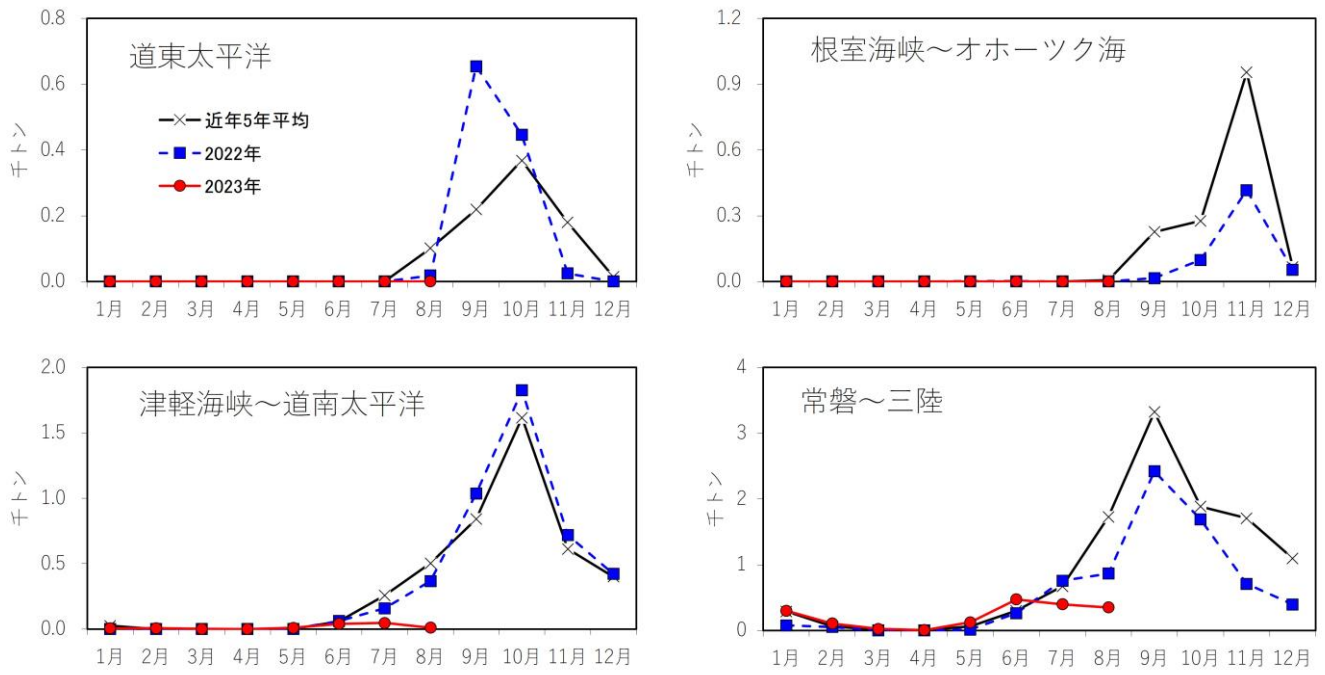 道東太平洋
近年5年平均
2022年
2023年
チトン
0.8
0.6
0.4
0.2
0.0
1月 2月 3月 4月 5月 6月 7月 8月 9月 10月 11月 12月
根室海峡～オホーツク海
チトン
1.2
0.9
0.6
0.3
0.0
1月 2月 3月 4月 5月 6月 7月 8月 9月 10月 11月 12月
津軽海峡～道南太平洋
チトン
2.0
1.5
1.0
0.5
0.0
1月 2月 3月 4月 5月 6月 7月 8月 9月 10月 11月 12月
常磐～三陸
チトン
4
3
2
1
0
1月 2月 3月 4月 5月 6月 7月 8月 9月 10月 11月 12月